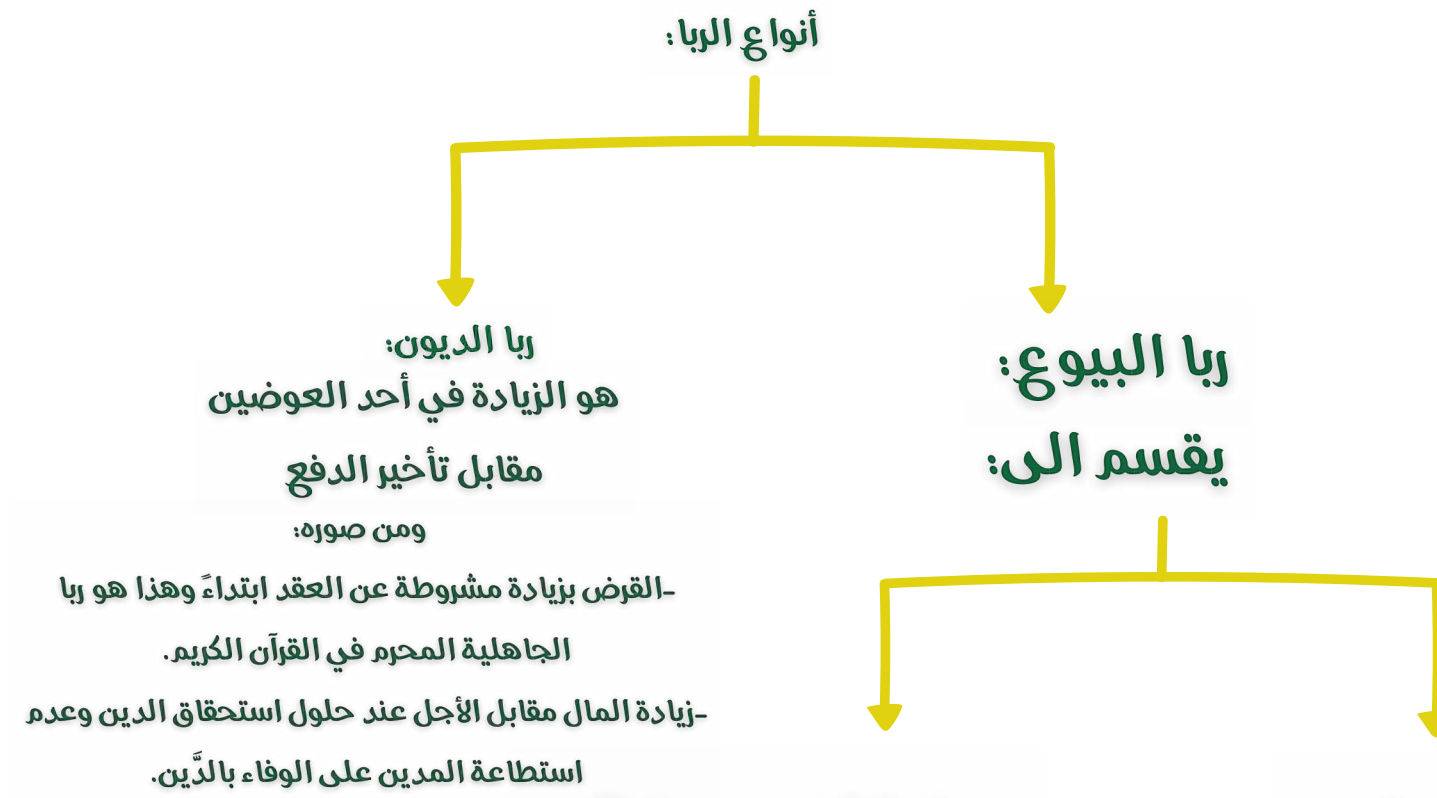 أنواع الربا:
ربا البيوع:
يقسم الى:
ربا الديون:
هو الزيادة في أحد العوضين
مقابل تأخير الدفع
ومن صوره:
-القرض بزيادة مشروطة عن العقد ابتداءً وهذا هو ربا
الجاهلية المحرم في القرآن الكريم.
-زيادة المال مقابل الأجل عند حلول استحقاق الدين وعدم
استطاعة المدين على الوفاء بالدَّين.